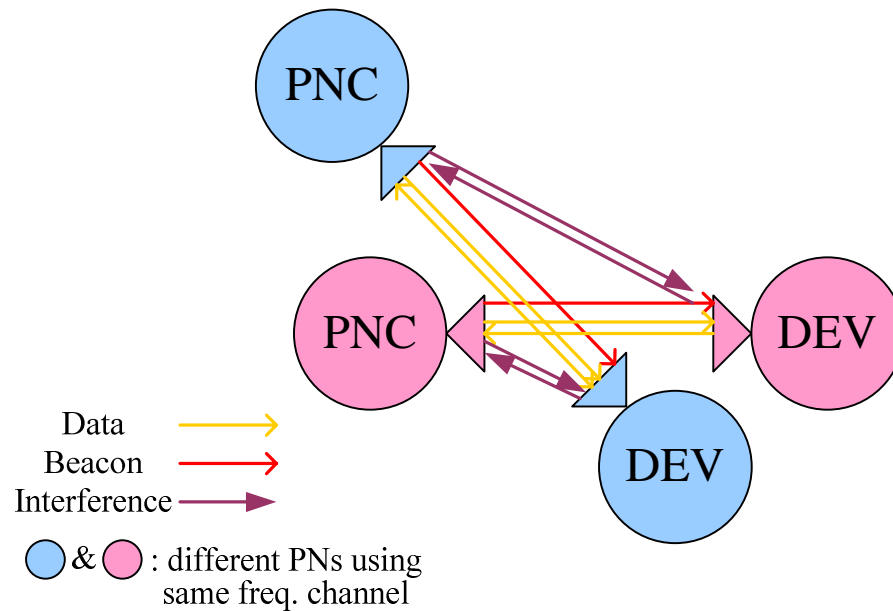 PNC
PNC
DEV
DEV
Data
Beacon
Interference
& : different PNs using
same freq. channel